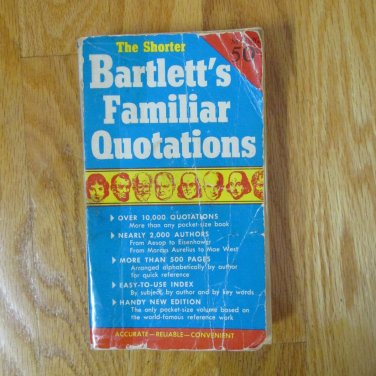 The Shorter
50¢
Bartlett's
Familiar
Quotations
OVER 10,000 QUOTATIONS
More than any pocket-size book
NEARLY 2,000 AUTHORS
From Aesop to Eisenhower
From Marcus Aurelius to Mae West
MORE THAN 500 PAGES
Arranged alphabetically by author
for quick reference
EASY-TO-USE INDEX
By subject, by author and by key words
HANDY NEW EDITION
The only pocket-size volume based on
the world-famous reference work
ACCURATE—RELIABLE—CONVENIENT